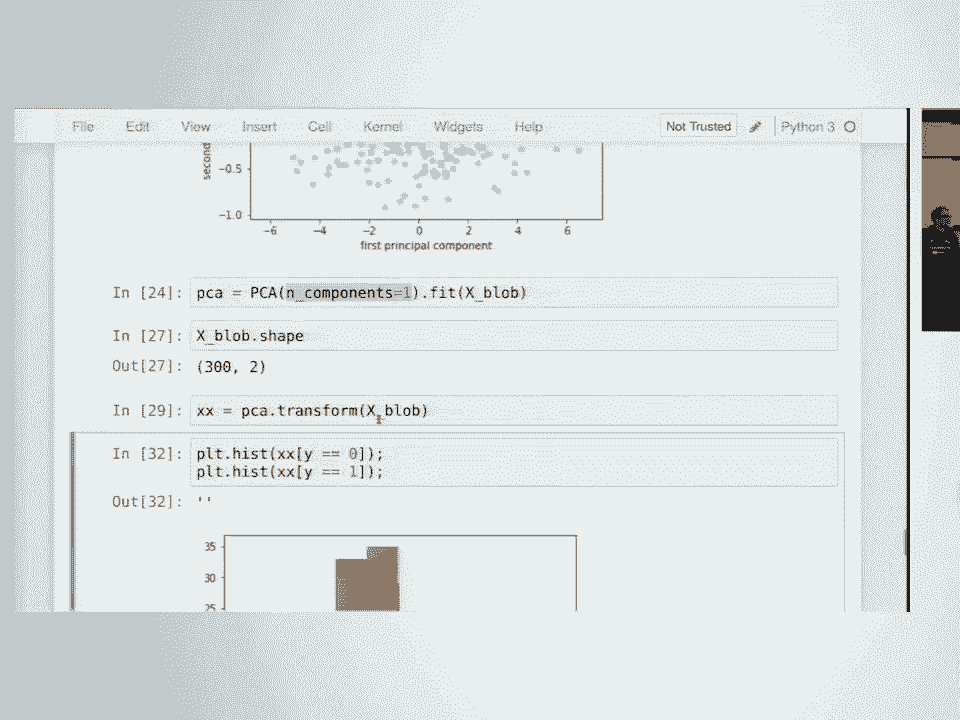 File Edit View Insert Cell Kernel Widgets Help Not Trusted Python 3
second
−0.5
−1.0
−6 −4 −2 0 2 4 6
first principal component
In [24]: pca = PCA(n_components=1).fit(X_blob)
In [27]: X_blob.shape
Out[27]: (300, 2)
In [29]: xx = pca.transform(X_blob)
In [32]: plt.hist(xx[y == 0]);
plt.hist(xx[y == 1]);
Out[32]: ''
35
30
25